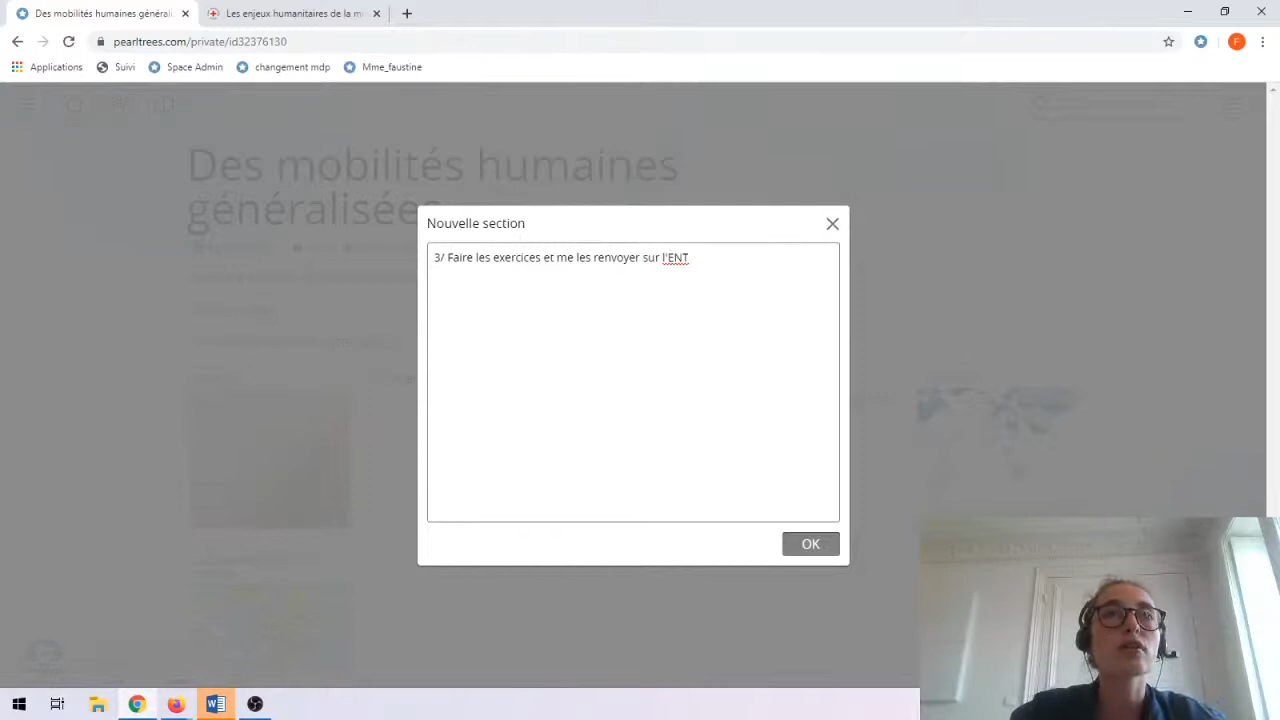 Des mobilités humaines générali
Les enjeux humanitaires de la m
pearltrees.com/private/id32376130
Applications
Suivi
Space Admin
changement mdp
Mme_faustine
Des mobilités humaines
généralisées
Nouvelle section
3/ Faire les exercices et me les renvoyer sur l'ENT
OK